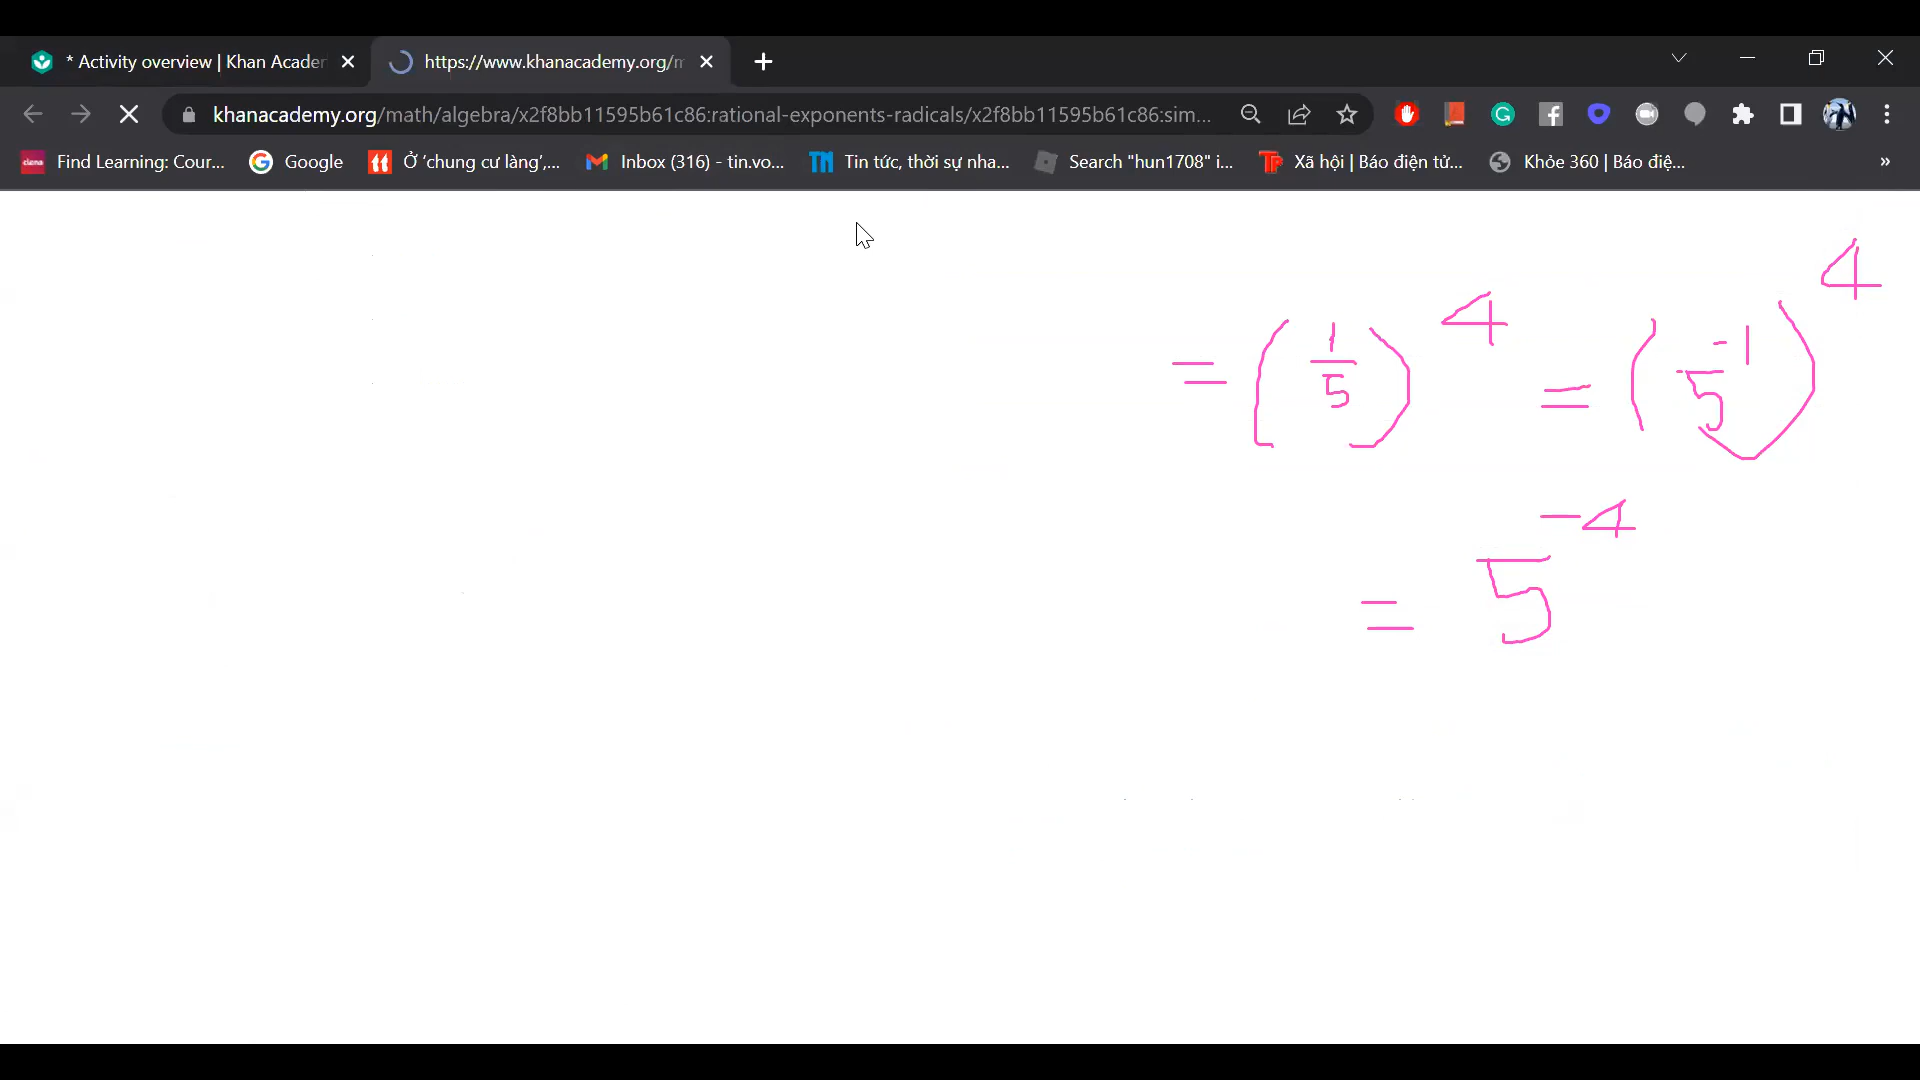 * Activity overview | Khan Acader
https://www.khanacademy.org/m
khanacademy.org/math/algebra/x2f8bb11595b61c86:rational-exponents-radicals/x2f8bb11595b61c86:sim...
Find Learning: Cour... Google Ở ‘chung cư làng’,... Inbox (316) - tin.vo... TN Tin tức, thời sự nha... Search "hun1708" i... TP Xã hội | Báo điện tử... Khỏe 360 | Báo điệ... »
= (1/5)^4 = (5^-1)^4
= 5^-4